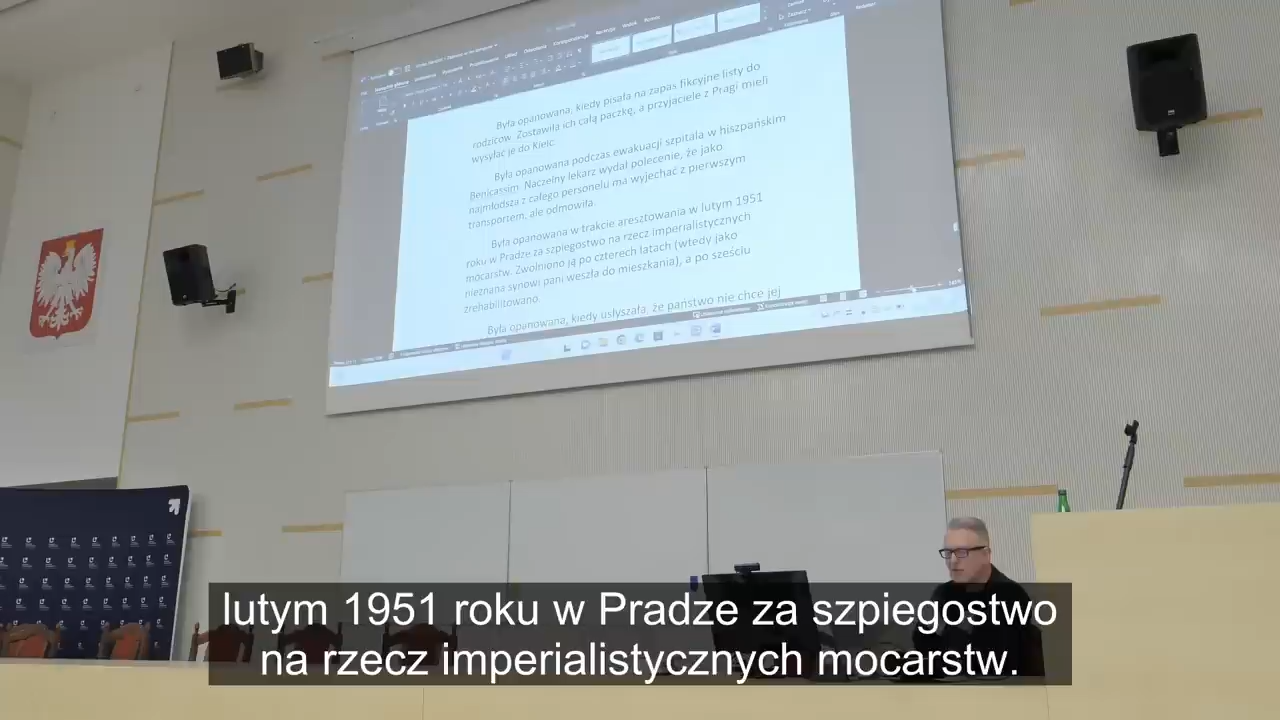 Była opanowana, kiedy pisała na zapas fikcyjne listy do
rodziców. Zostawiła ich całą paczkę, a przyjaciele z Pragi mieli
wysyłać je do Kielc.
Była opanowana podczas ewakuacji szpitala w hiszpańskim
Benicassim. Naczelny lekarz wydał polecenie, że jako
najmłodsza z całego personelu ma wyjechać z pierwszym
transportem, ale odmówiła.
Była opanowana w trakcie aresztowania w lutym 1951
roku w Pradze za szpiegostwo na rzecz imperialistycznych
mocarstw. Zwolniono ją po czterech latach (wtedy jako
nieznana synowi pani weszła do mieszkania), a po sześciu
zrehabilitowano.
Była opanowana, kiedy usłyszała, że państwo nie chce jej
lutym 1951 roku w Pradze za szpiegostwo
na rzecz imperialistycznych mocarstw.